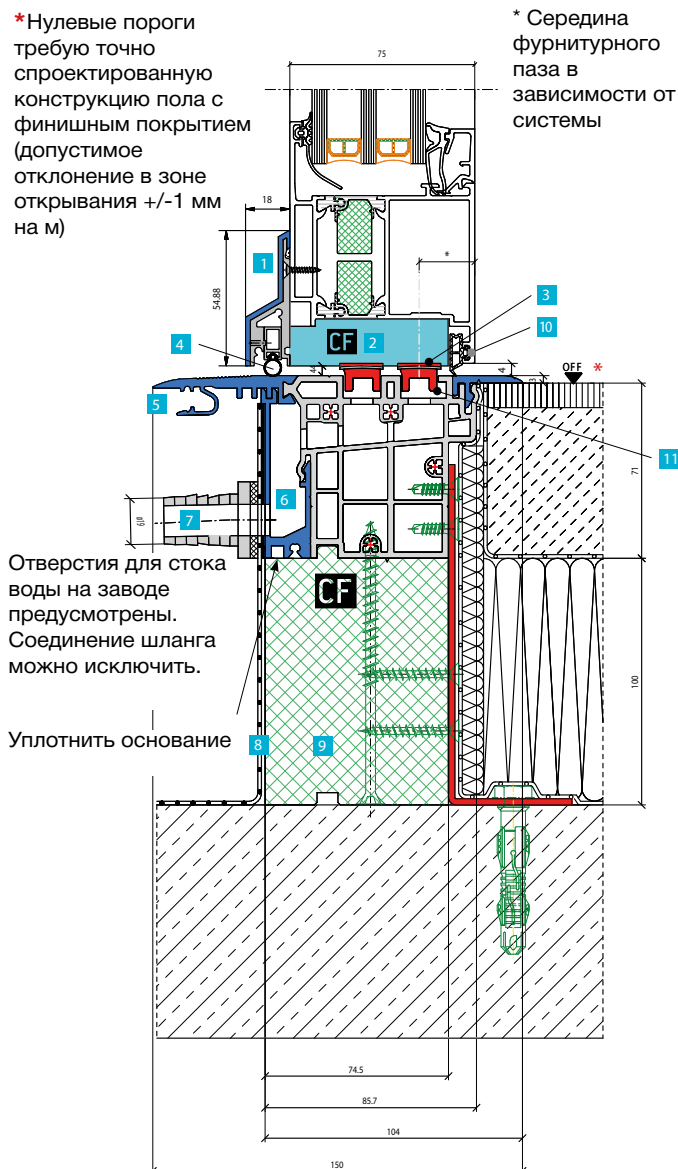 *Нулевые пороги
требую точно
спроектированную
конструкцию пола с
финишным покрытием
(допустимое
отклонение в зоне
открывания +/-1 мм
на м)
* Середина
фурнитурного
паза в
зависимости от
системы
75
18
*
54.88
1
CF 2
3
10
4
4
4
3
OFF *
5
11
71
6
7
Отверстия для стока
воды на заводе
предусмотрены.
Соединение шланга
можно исключить.
CF
100
Уплотнить основание
8
9
74.5
85.7
104
150